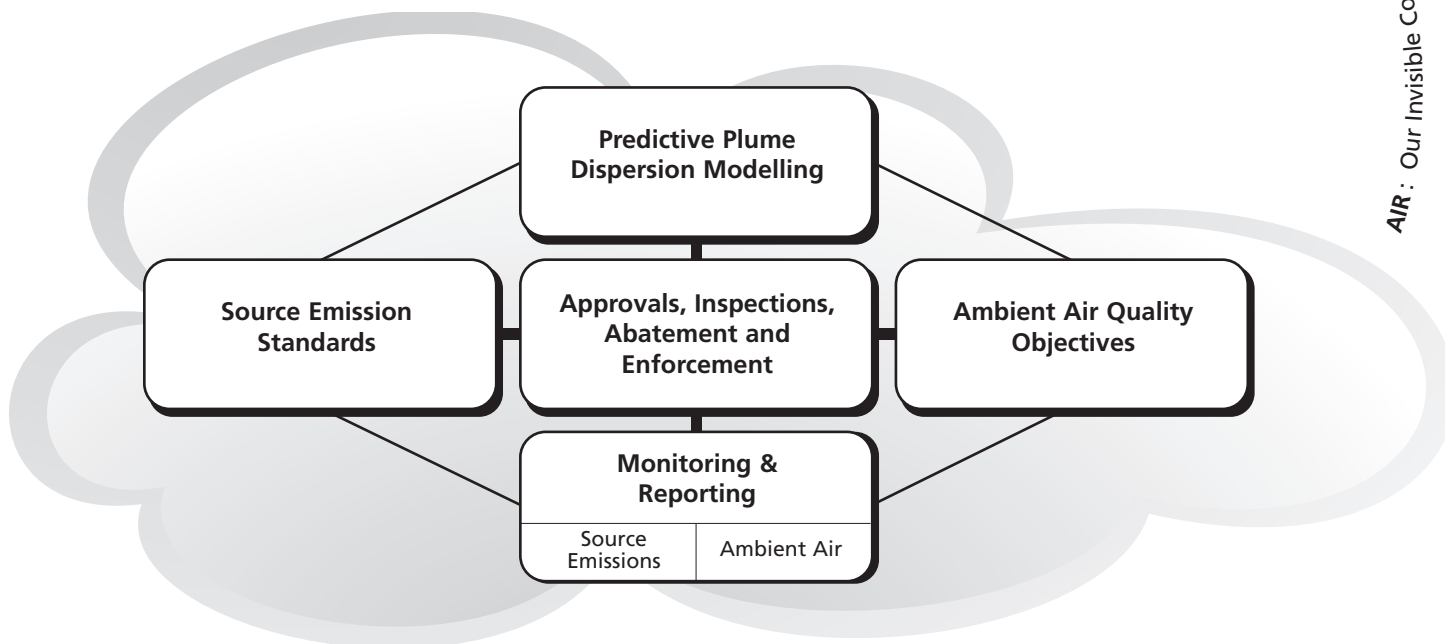 AIR: Our Invisible
Predictive Plume
Dispersion Modelling
Source Emission
Standards
Approvals, Inspections,
Abatement and
Enforcement
Ambient Air Quality
Objectives
Monitoring &
Reporting
Source
Emissions
Ambient Air